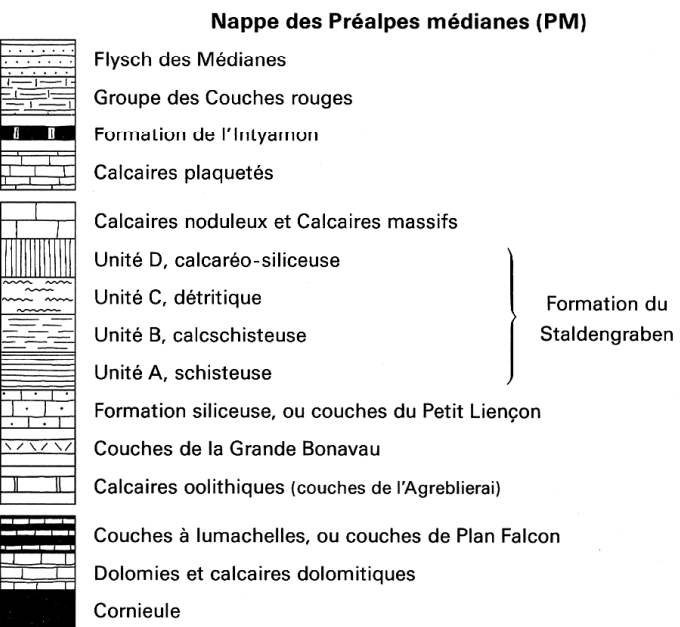 Nappe des Préalpes médianes (PM)
Flysch des Médianes
Groupe des Couches rouges
Formation de l'Intyamon
Calcaires plaquetés
Calcaires noduleux et Calcaires massifs
Unité D, calcaréo-siliceuse
Unité C, détritique
Unité B, calcschisteuse
Unité A, schisteuse
Formation du
Staldengraben
Formation siliceuse, ou couches du Petit Liençon
Couches de la Grande Bonavau
Calcaires oolithiques (couches de l'Agreblierai)
Couches à lumachelles, ou couches de Plan Falcon
Dolomies et calcaires dolomitiques
Cornieule